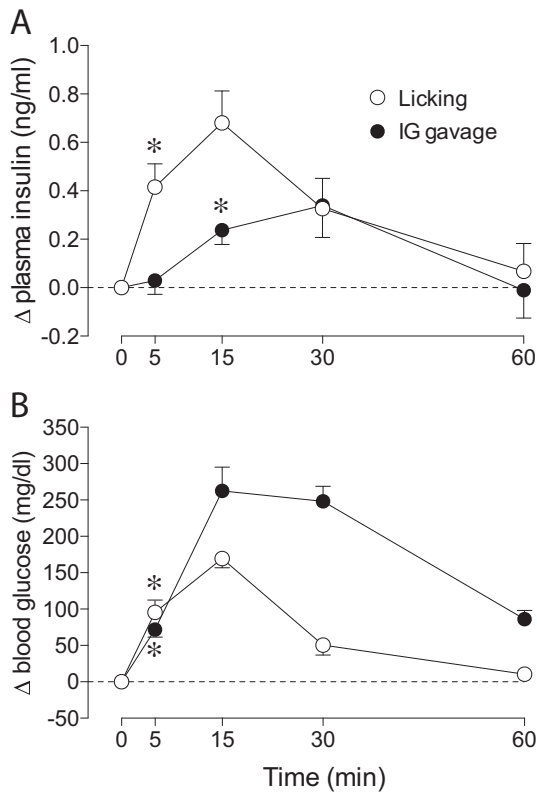 A
Δ plasma insulin (ng/ml)
1.0
0.8
0.6
0.4
0.2
0.0
-0.2
Licking
IG gavage
*
*
0 5 15 30 60
B
Δ blood glucose (mg/dl)
350
300
250
200
150
100
50
0
-50
*
*
0 5 15 30 60
Time (min)